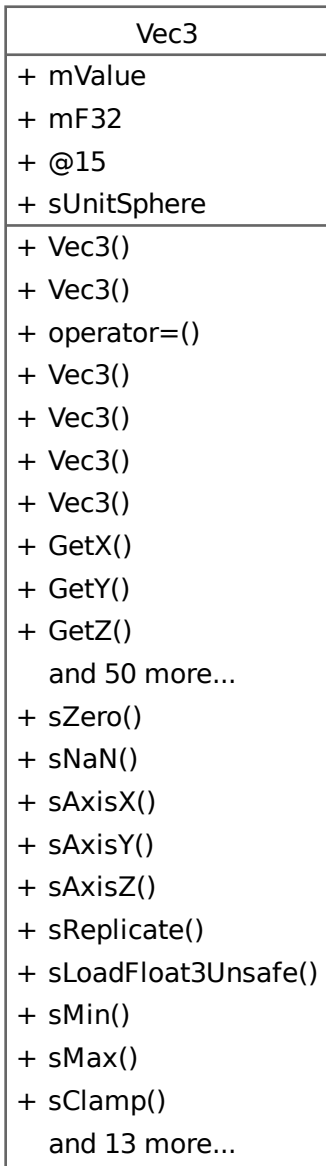 Vec3
+ mValue
+ mF32
+ @15
+ sUnitSphere
+ Vec3()
+ Vec3()
+ operator=()
+ Vec3()
+ Vec3()
+ Vec3()
+ Vec3()
+ GetX()
+ GetY()
+ GetZ()
and 50 more...
+ sZero()
+ sNaN()
+ sAxisX()
+ sAxisY()
+ sAxisZ()
+ sReplicate()
+ sLoadFloat3Unsafe()
+ sMin()
+ sMax()
+ sClamp()
and 13 more...